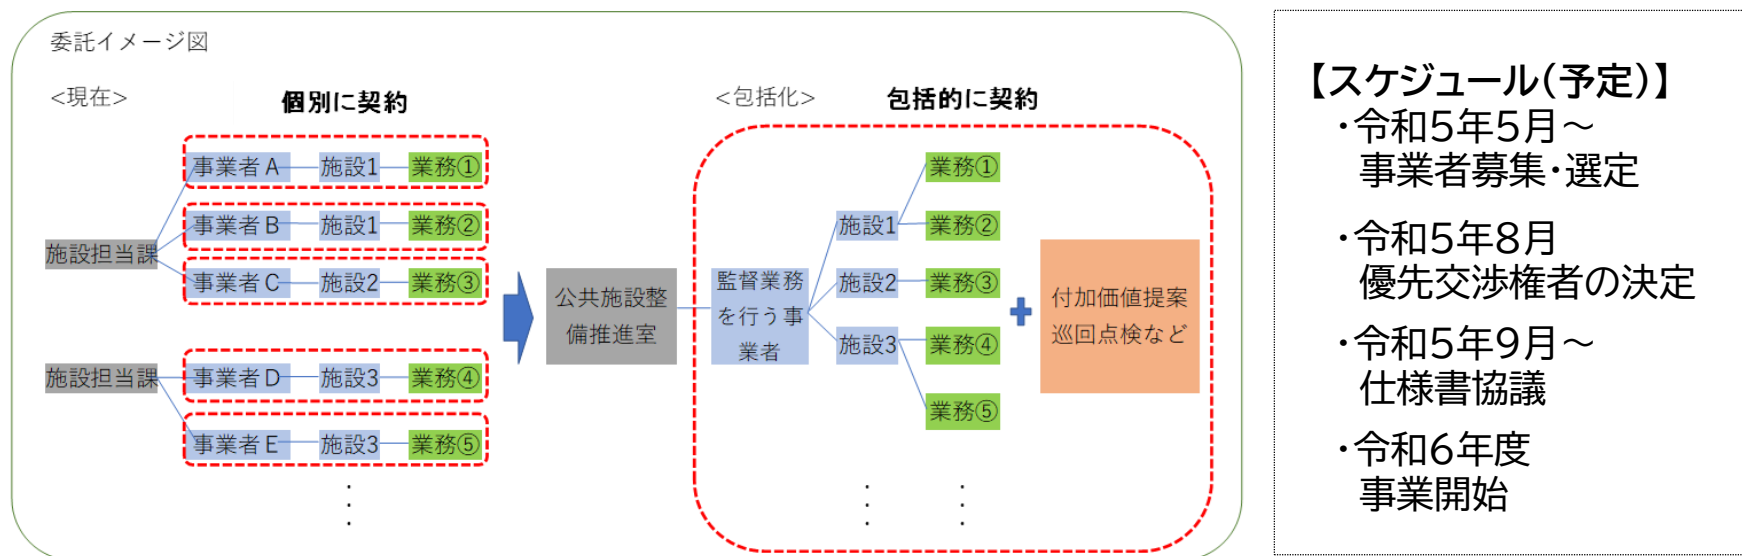 委託イメージ図
<現在>
個別に契約
施設担当課
事業者A 施設1 業務①
事業者B 施設1 業務②
事業者C 施設2 業務③
施設担当課
事業者D 施設3 業務④
事業者E 施設3 業務⑤
：
<包括化>
包括的に契約
公共施設整
備推進室
監督業務
を行う事
業者
施設1
施設2
施設3
業務①
業務②
業務③
業務④
業務⑤
： ：
付加価値提案
巡回点検など
【スケジュール(予定)】
・令和5年5月～
事業者募集・選定
・令和5年8月
優先交渉権者の決定
・令和5年9月～
仕様書協議
・令和6年度
事業開始